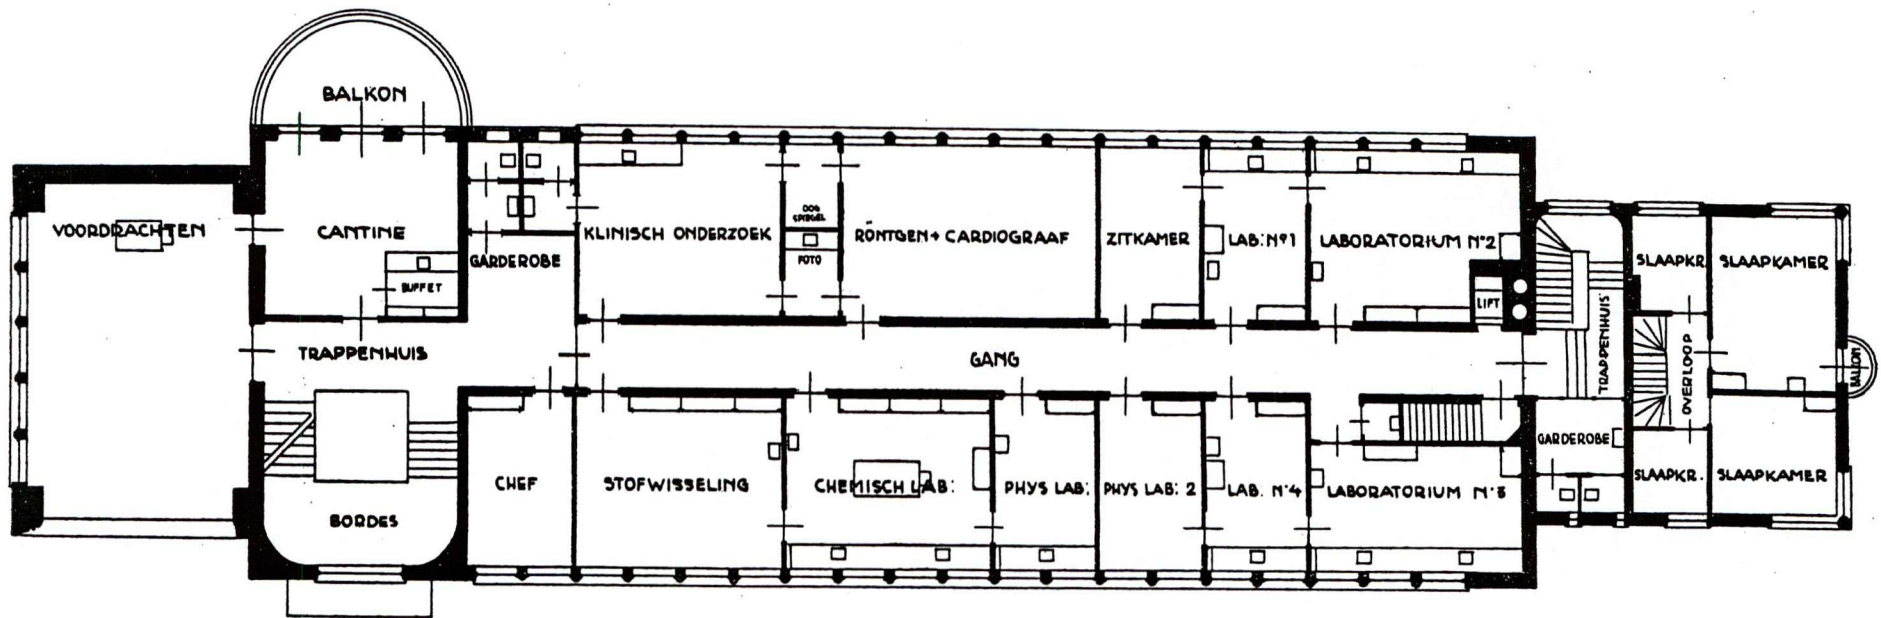 BALKON
VOORDRACHTEN
CANTINE
BUFFET
GARDEROBE
KLINISCH ONDERZOEK
OOG
SPIEGEL
FOTO
RÖNTGEN + CARDIOGRAAF
ZITKAMER
LAB: Nº1
LABORATORIUM Nº2
LIFT
TRAPPENHUIS
SLAAPKR.
SLAAPKAMER
TRAPPENHUIS
GANG
OVERLOOP
BALKON
BORDES
CHEF
STOFWISSELING
CHEMISCH LAB:
PHYS LAB:
PHYS LAB: 2
LAB. Nº4
LABORATORIUM Nº3
GARDEROBE
SLAAPKR.
SLAAPKAMER